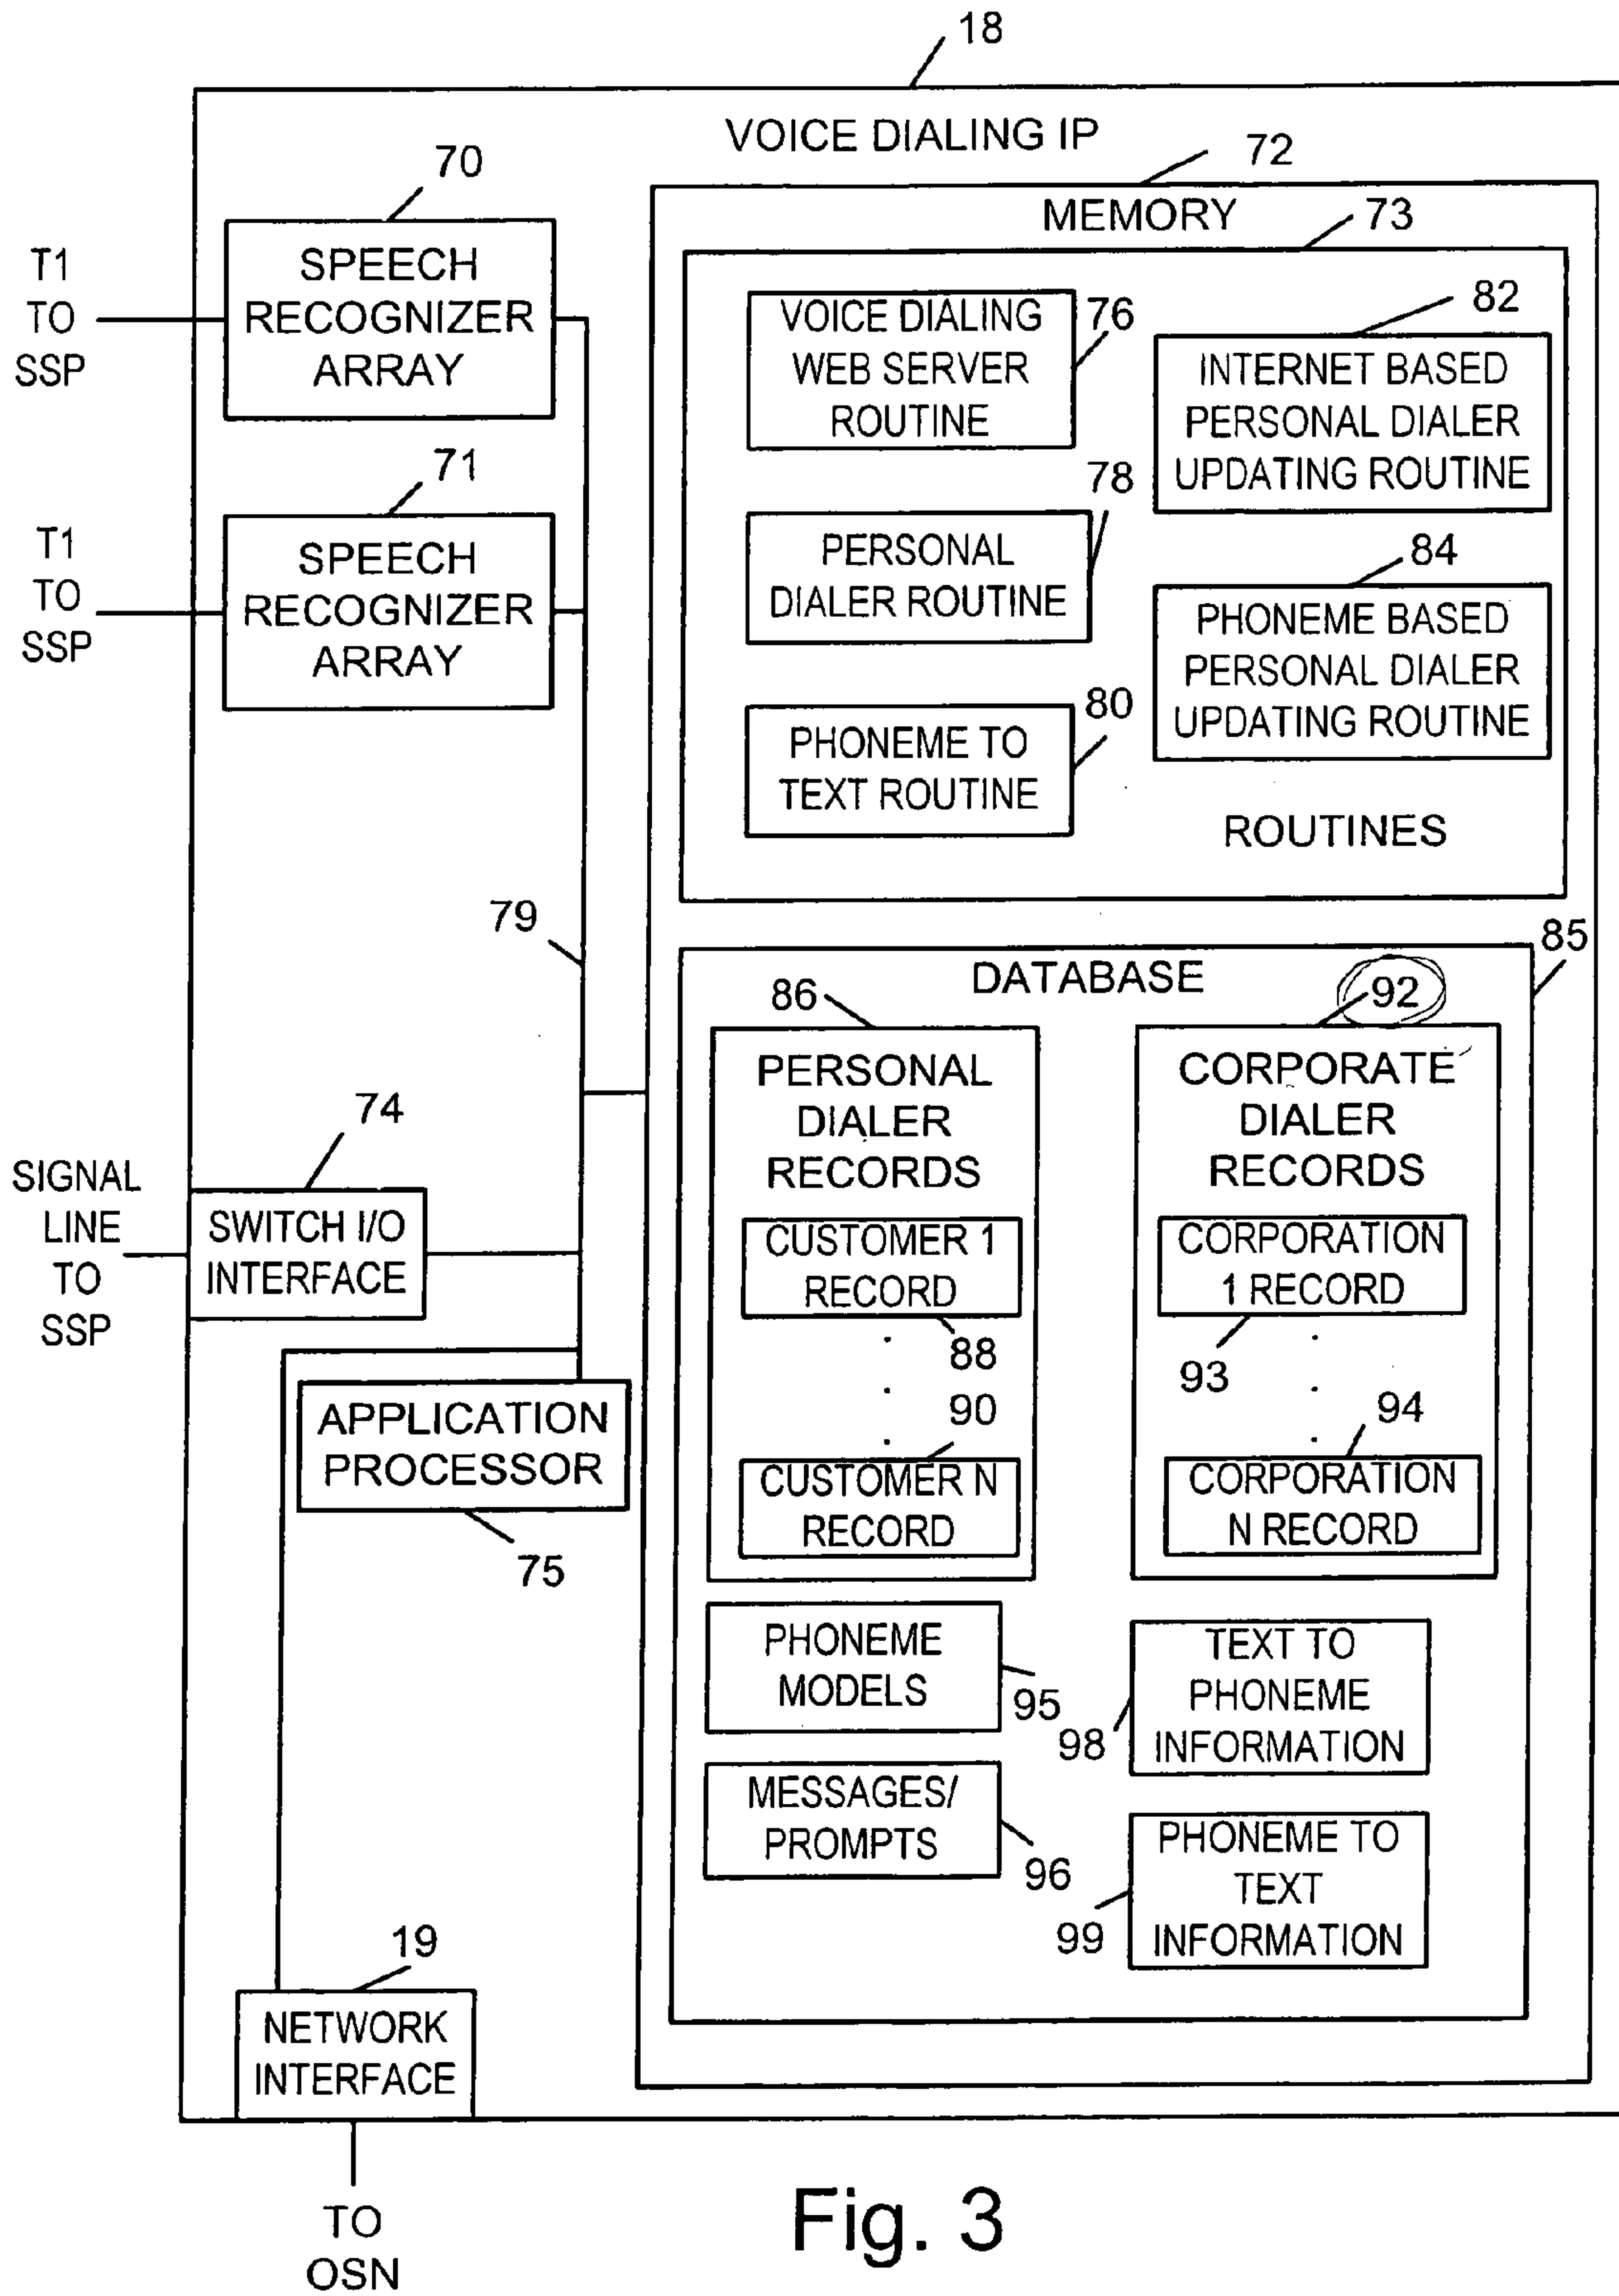 18
VOICE DIALING IP
70
SPEECH
RECOGNIZER
ARRAY
T1
TO
SSP
71
SPEECH
RECOGNIZER
ARRAY
T1
TO
SSP
72
MEMORY
73
VOICE DIALING
WEB SERVER
ROUTINE
76
82
INTERNET BASED
PERSONAL DIALER
UPDATING ROUTINE
78
PERSONAL
DIALER ROUTINE
84
PHONEME BASED
PERSONAL DIALER
UPDATING ROUTINE
80
PHONEME TO
TEXT ROUTINE
ROUTINES
79
85
DATABASE
86
PERSONAL
DIALER
RECORDS
CUSTOMER 1
RECORD
88
90
CUSTOMER N
RECORD
92
CORPORATE
DIALER
RECORDS
CORPORATION
1 RECORD
93
94
CORPORATION
N RECORD
74
SIGNAL
LINE
TO
SSP
SWITCH I/O
INTERFACE
APPLICATION
PROCESSOR
75
PHONEME
MODELS
95
TEXT TO
PHONEME
INFORMATION
98
MESSAGES/
PROMPTS
96
PHONEME TO
TEXT
INFORMATION
99
19
NETWORK
INTERFACE
TO
OSN
Fig. 3